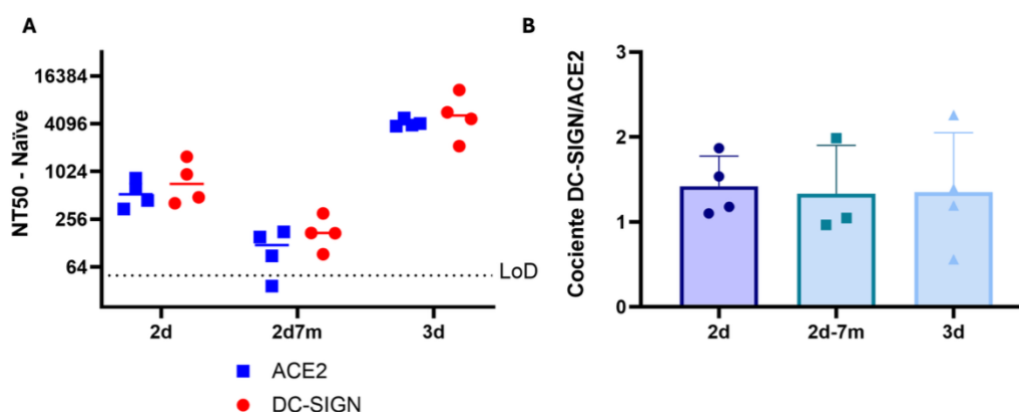 A
NT50 - Naïve
16384
4096
1024
256
64
LoD
2d
2d7m
3d
ACE2
DC-SIGN
B
Cociente DC-SIGN/ACE2
3
2
1
0
2d
2d-7m
3d